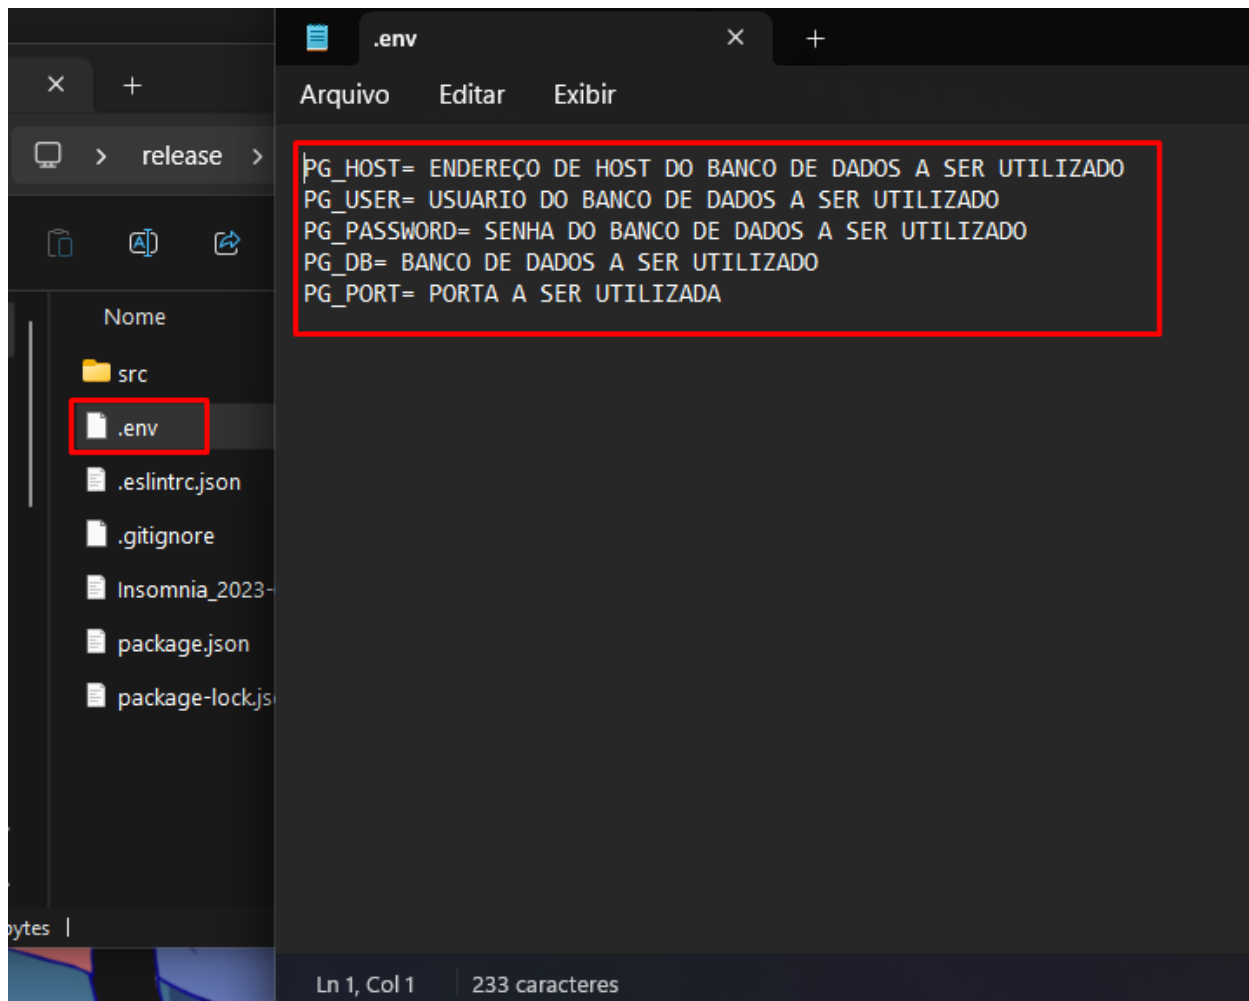 .env
Arquivo Editar Exibir
release
PG_HOST= ENDEREÇO DE HOST DO BANCO DE DADOS A SER UTILIZADO
PG_USER= USUARIO DO BANCO DE DADOS A SER UTILIZADO
PG_PASSWORD= SENHA DO BANCO DE DADOS A SER UTILIZADO
PG_DB= BANCO DE DADOS A SER UTILIZADO
PG_PORT= PORTA A SER UTILIZADA
Nome
src
.env
.eslintrc.json
.gitignore
Insomnia_2023-
package.json
package-lock.js
bytes
Ln 1, Col 1 233 caracteres